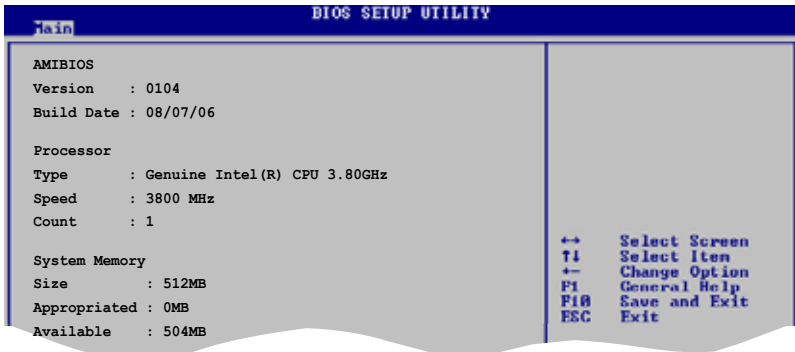 BIOS SETUP UTILITY
Main
AMIBIOS
Version : 0104
Build Date : 08/07/06
Processor
Type : Genuine Intel(R) CPU 3.80GHz
Speed : 3800 MHz
Count : 1
System Memory
Size : 512MB
Appropriated : 0MB
Available : 504MB
←→ Select Screen
↑↓ Select Item
+- Change Option
F1 General Help
F10 Save and Exit
ESC Exit